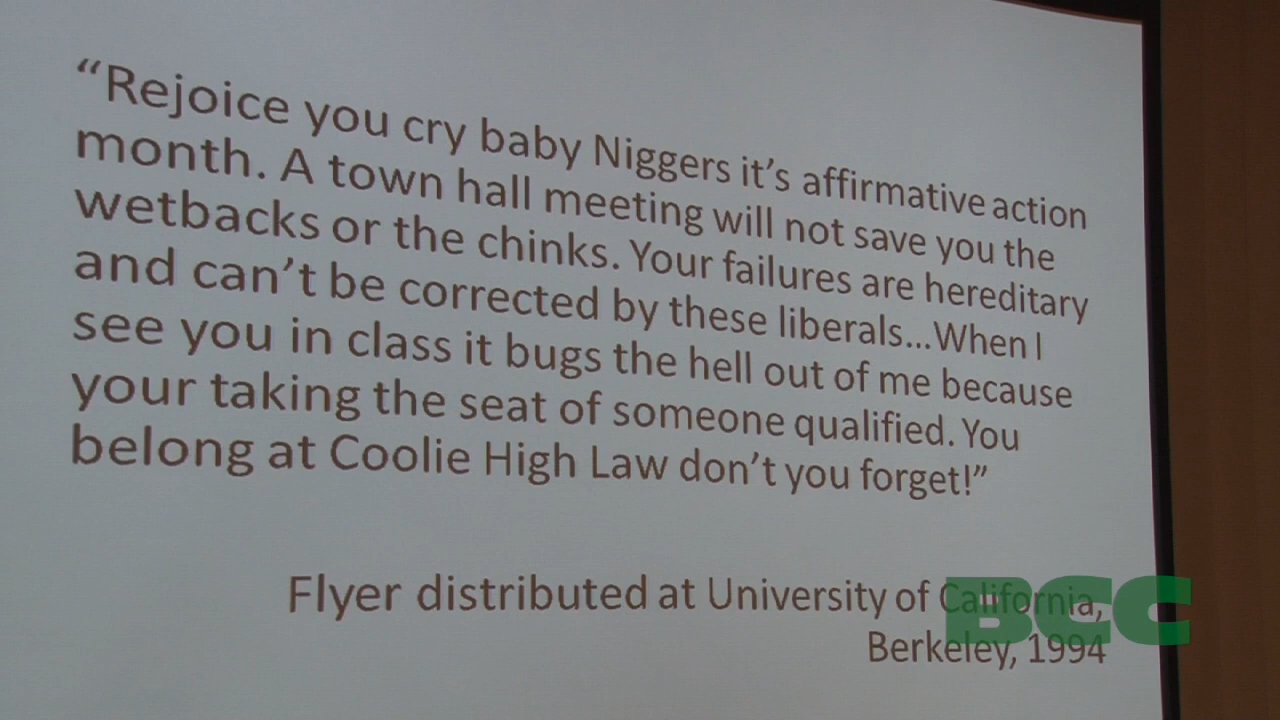 “Rejoice you cry baby Niggers it’s affirmative action
month. A town hall meeting will not save you the
wetbacks or the chinks. Your failures are hereditary
and can’t be corrected by these liberals...When I
see you in class it bugs the hell out of me because
your taking the seat of someone qualified. You
belong at Coolie High Law don’t you forget!”
Flyer distributed at University of California,
Berkeley, 1994
BCC